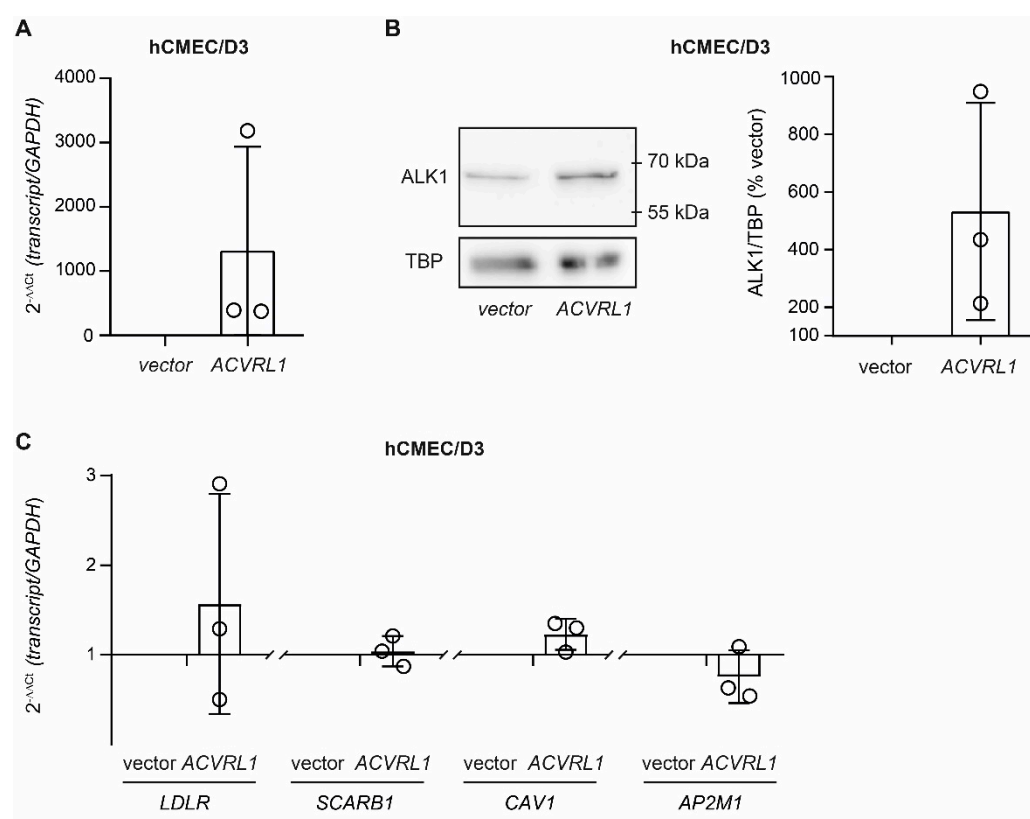 A
hCMEC/D3
2-ΛΛCt (transcript/GAPDH)
4000
3000
2000
1000
0
vector ACVRL1
B
hCMEC/D3
ALK1
70 kDa
55 kDa
TBP
vector ACVRL1
ALK1/TBP (% vector)
1000
800
600
400
200
100
vector ACVRL1
C
hCMEC/D3
2-ΛΛCt (transcript/GAPDH)
3
2
1
vector ACVRL1 vector ACVRL1 vector ACVRL1 vector ACVRL1
LDLR SCARB1 CAV1 AP2M1